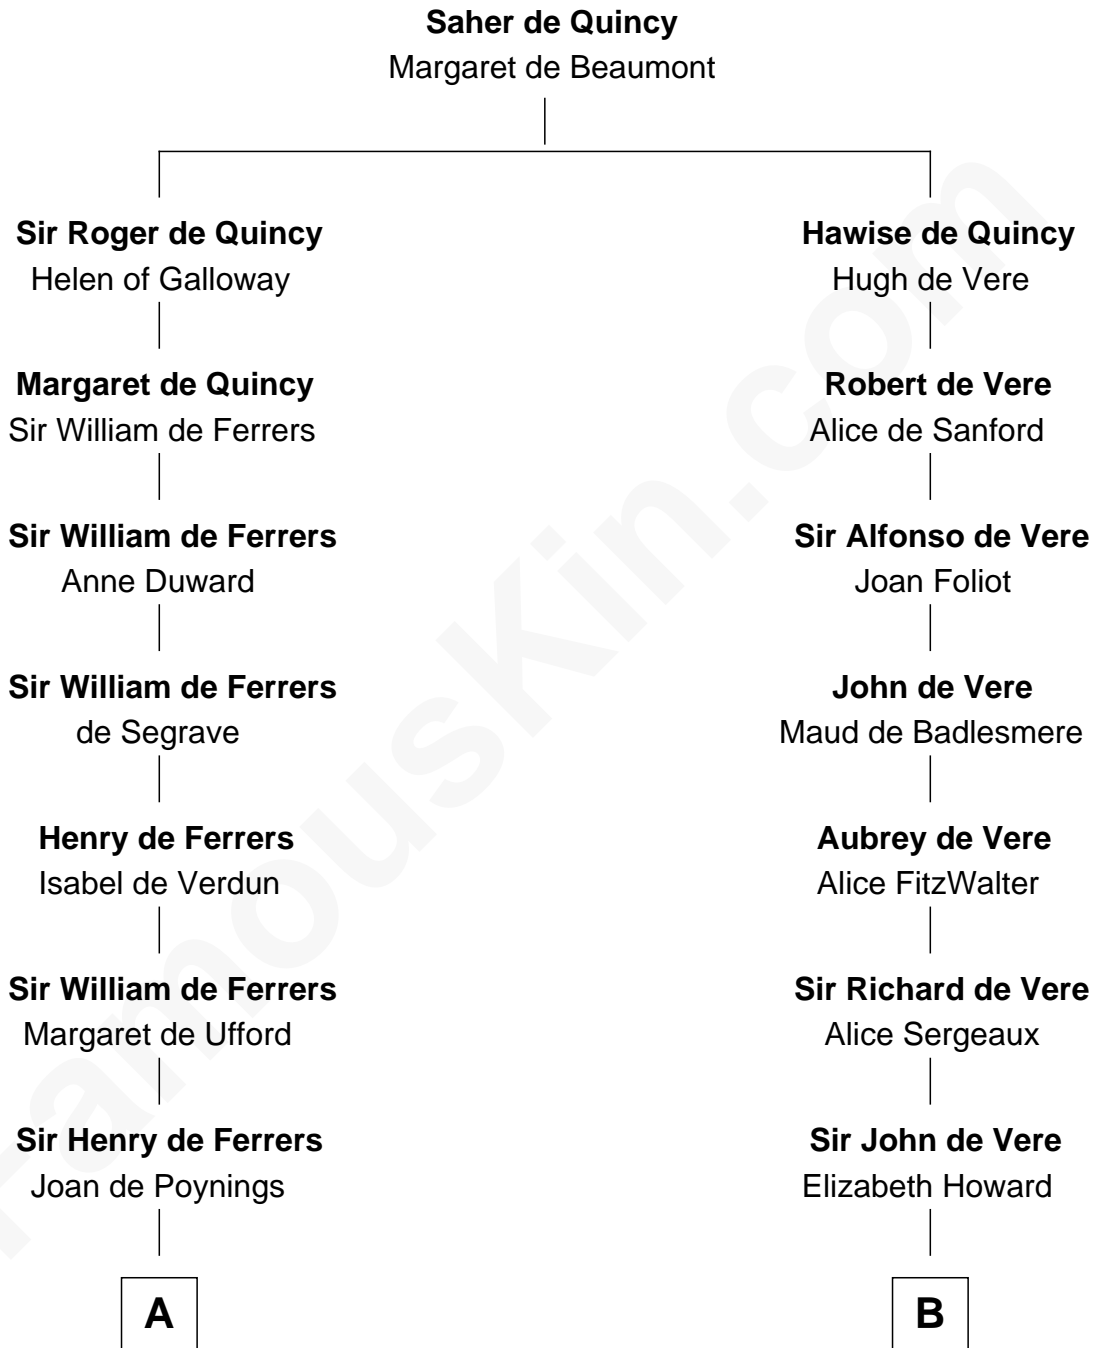 Saher de Quincy
Margaret de Beaumont
Sir Roger de Quincy
Helen of Galloway
Hawise de Quincy
Hugh de Vere
Margaret de Quincy
Sir William de Ferrers
Robert de Vere
Alice de Sanford
Sir William de Ferrers
Anne Duward
Sir Alfonso de Vere
Joan Foliot
Sir William de Ferrers
de Segrave
John de Vere
Maud de Badlesmere
Henry de Ferrers
Isabel de Verdun
Aubrey de Vere
Alice FitzWalter
Sir William de Ferrers
Margaret de Ufford
Sir Richard de Vere
Alice Sergeaux
Sir Henry de Ferrers
Joan de Poynings
Sir John de Vere
Elizabeth Howard
A
B
FamousKin.com